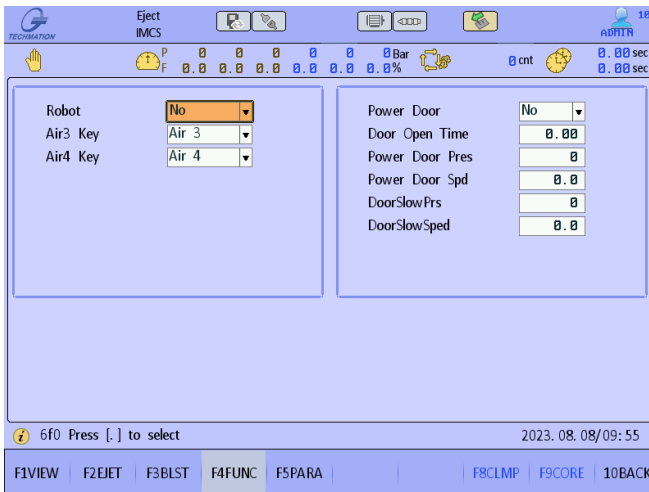 TECHMATION
Eject
IMCS
10
ADMIN
P 0 0 0 0 0 0 Bar
F 0.0 0.0 0.0 0.0 0.0 0.0%
0 cnt
0.00 sec
0.00 sec
Robot No
Air3 Key Air 3
Air4 Key Air 4
Power Door No
Door Open Time 0.00
Power Door Pres 0
Power Door Spd 0.0
DoorSlowPrs 0
DoorSlowSped 0.0
i 6f0 Press [.] to select 2023.08.08/09:55
F1VIEW F2EJET F3BLST F4FUNC F5PARA F8CLMP F9CORE 10BACK